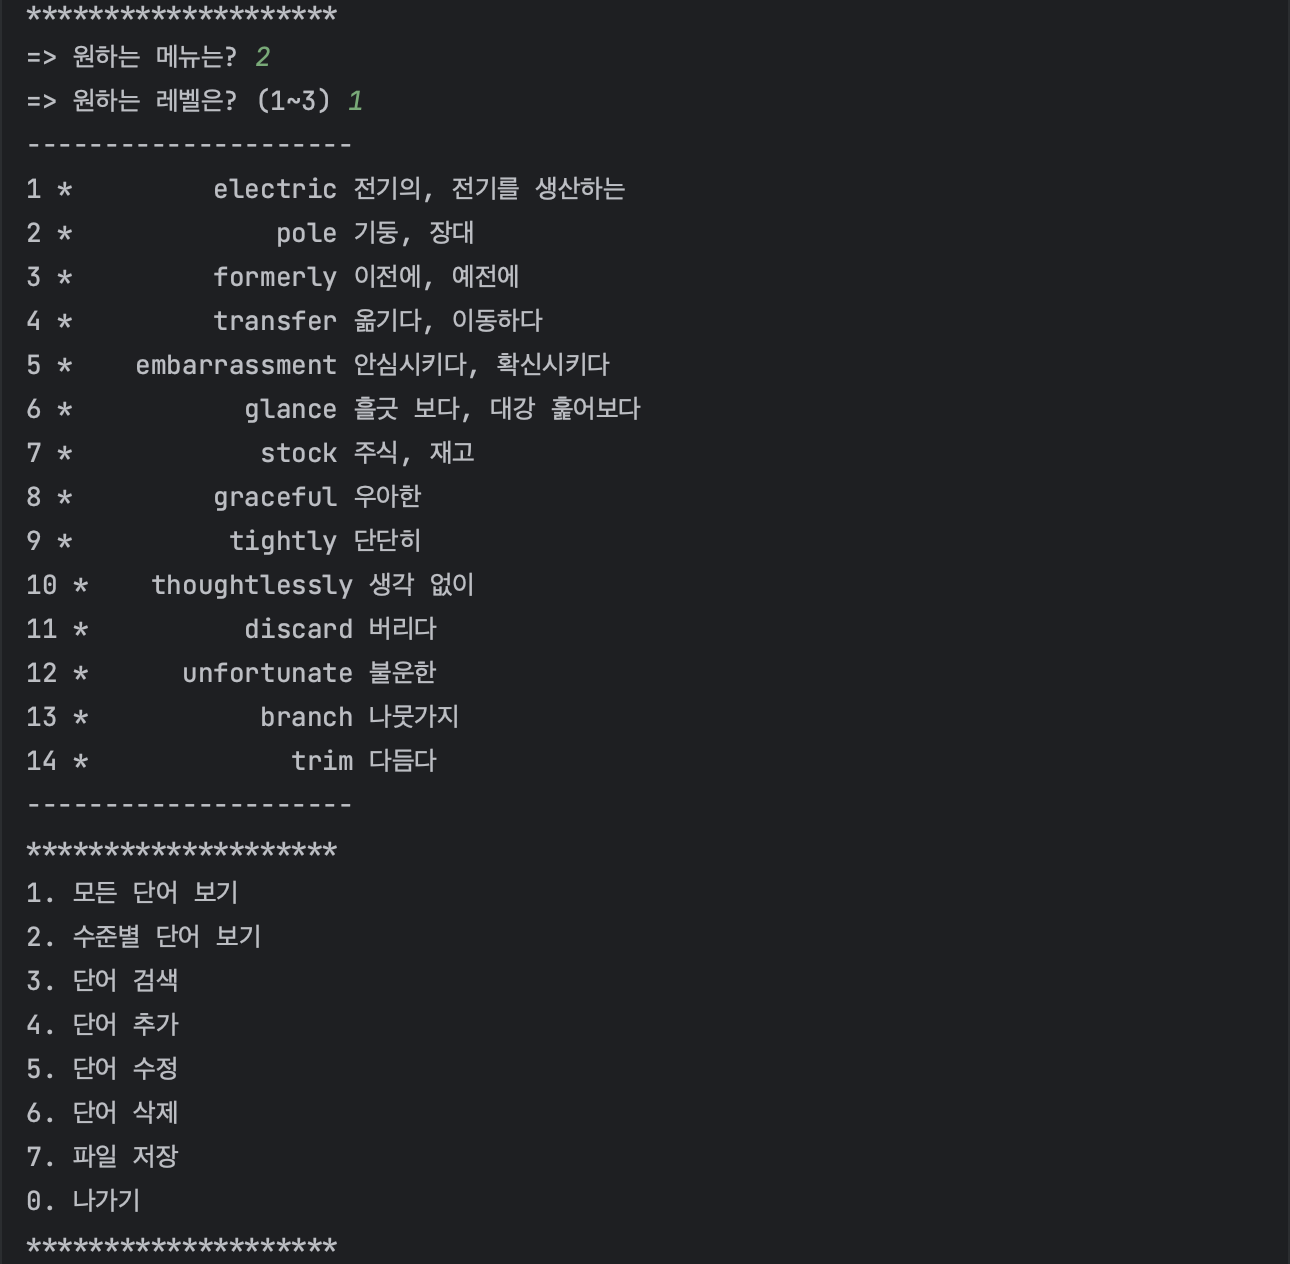 ********************
=> 원하는 메뉴는? 2
=> 원하는 레벨은? (1~3) 1
---------------------
1 *         electric 전기의, 전기를 생산하는
2 *             pole 기둥, 장대
3 *         formerly 이전에, 예전에
4 *         transfer 옮기다, 이동하다
5 *    embarrassment 안심시키다, 확신시키다
6 *           glance 흘긋 보다, 대강 훑어보다
7 *            stock 주식, 재고
8 *         graceful 우아한
9 *          tightly 단단히
10 *    thoughtlessly 생각 없이
11 *          discard 버리다
12 *      unfortunate 불운한
13 *           branch 나뭇가지
14 *             trim 다듬다
---------------------
********************
1. 모든 단어 보기
2. 수준별 단어 보기
3. 단어 검색
4. 단어 추가
5. 단어 수정
6. 단어 삭제
7. 파일 저장
0. 나가기
********************